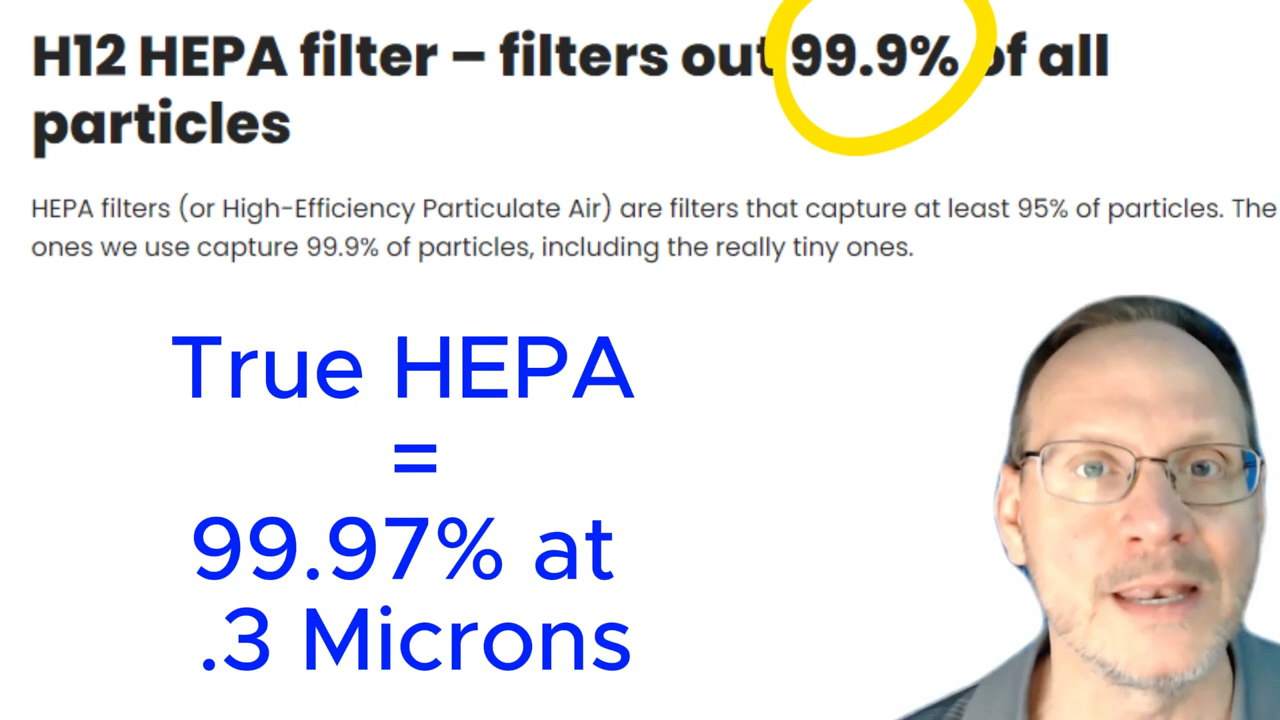 H12 HEPA filter – filters out 99.9% of all
particles
HEPA filters (or High-Efficiency Particulate Air) are filters that capture at least 95% of particles. The
ones we use capture 99.9% of particles, including the really tiny ones.
True HEPA
=
99.97% at
.3 Microns